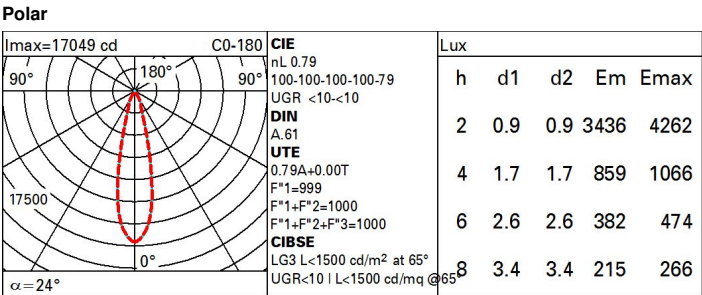 Polar
Imax=17049 cd C0-180
90° 180° 90°
17500
0°
α=24°
CIE
nL 0.79
100-100-100-100-79
UGR <10-<10
DIN
A.61
UTE
0.79A+0.00T
F"1=999
F"1+F"2=1000
F"1+F"2+F"3=1000
CIBSE
LG3 L<1500 cd/m² at 65°
UGR<10 | L<1500 cd/mq @65°
Lux
h d1 d2 Em Emax
2 0.9 0.9 3436 4262
4 1.7 1.7 859 1066
6 2.6 2.6 382 474
8 3.4 3.4 215 266